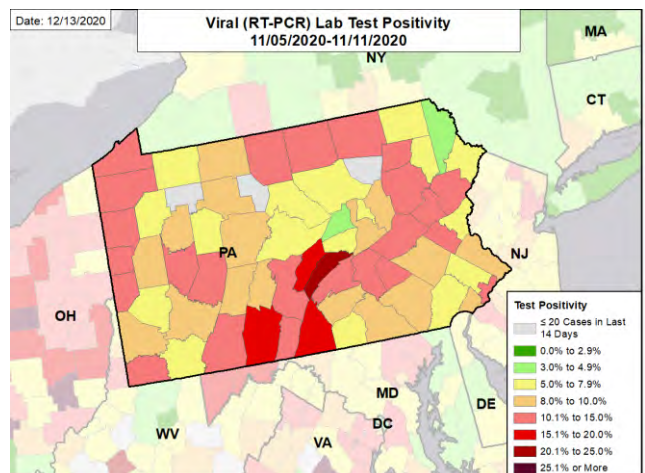 Date: 12/13/2020
Viral (RT-PCR) Lab Test Positivity
11/05/2020-11/11/2020
NY
MA
CT
PA
NJ
OH
MD
DE
WV
DC
VA
Test Positivity
≤ 20 Cases in Last
14 Days
0.0% to 2.9%
3.0% to 4.9%
5.0% to 7.9%
8.0% to 10.0%
10.1% to 15.0%
15.1% to 20.0%
20.1% to 25.0%
25.1% or More